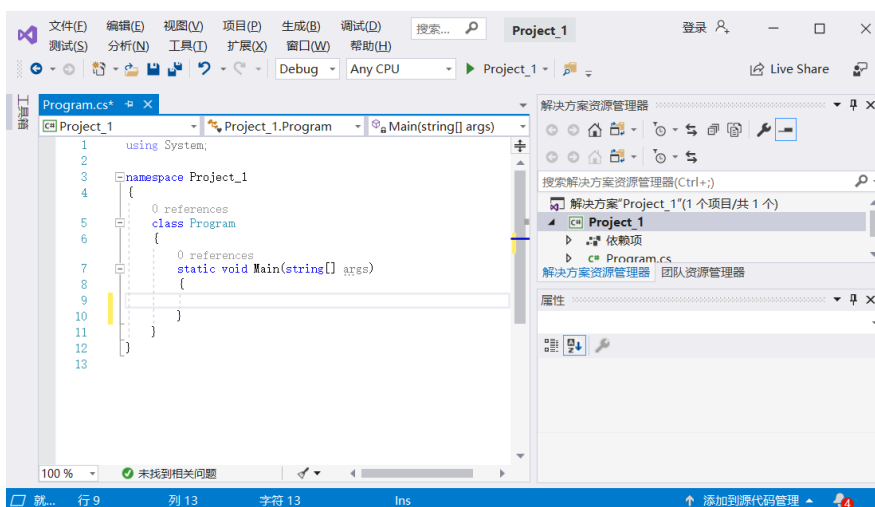 文件(F) 编辑(E) 视图(V) 项目(P) 生成(B) 调试(D) 搜索... Project_1 登录
测试(S) 分析(N) 工具(T) 扩展(X) 窗口(W) 帮助(H)
Debug Any CPU Project_1 Live Share
工具箱
Program.cs*
Project_1 Project_1.Program Main(string[] args)
1 using System;
2
3 namespace Project_1
4 {
0 references
5 class Program
6 {
0 references
7 static void Main(string[] args)
8 {
9
10 }
11 }
12 }
13
100 % 未找到相关问题
解决方案资源管理器
搜索解决方案资源管理器(Ctrl+;)
解决方案"Project_1"(1 个项目/共 1 个)
C# Project_1
依赖项
C# Program.cs
解决方案资源管理器 团队资源管理器
属性
就... 行 9 列 13 字符 13 Ins 添加到源代码管理 4